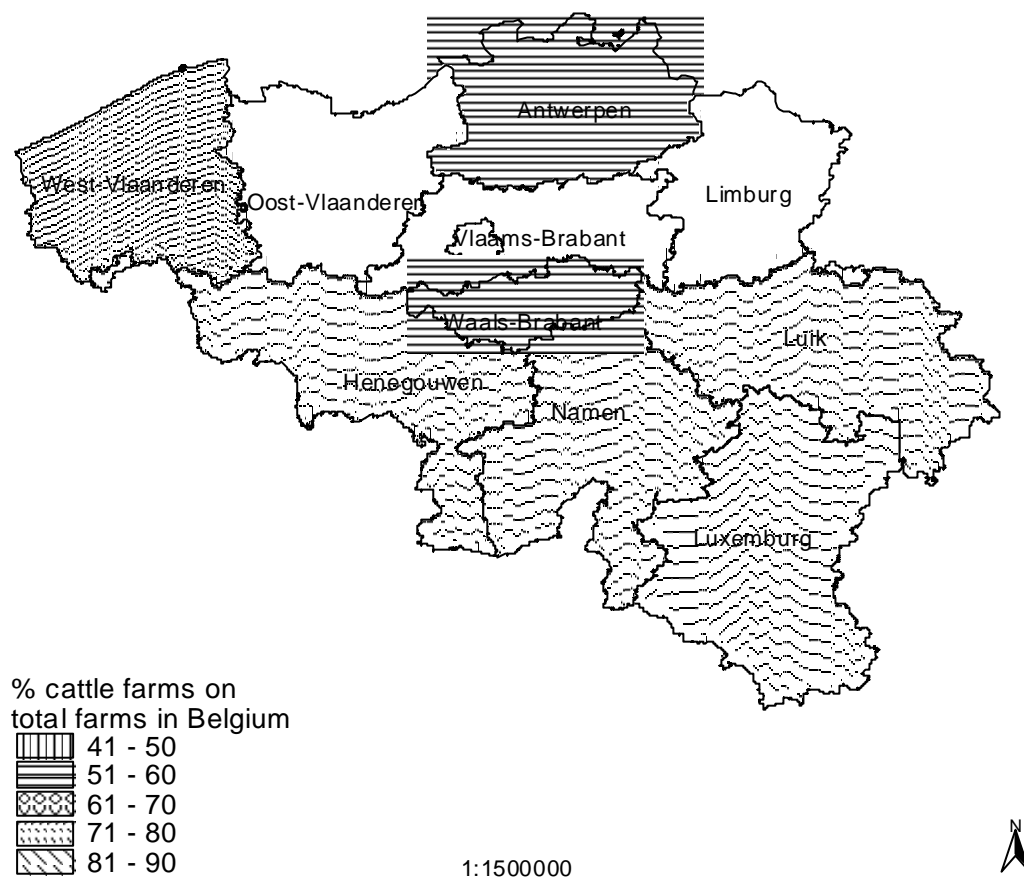 Antwerpen
West-Vlaanderen
Oost-Vlaanderen
Limburg
Vlaams-Brabant
Waals-Brabant
Luik
Henegouwen
Namen
Luxemburg
% cattle farms on
total farms in Belgium
41 - 50
51 - 60
61 - 70
71 - 80
81 - 90
1:1500000
N